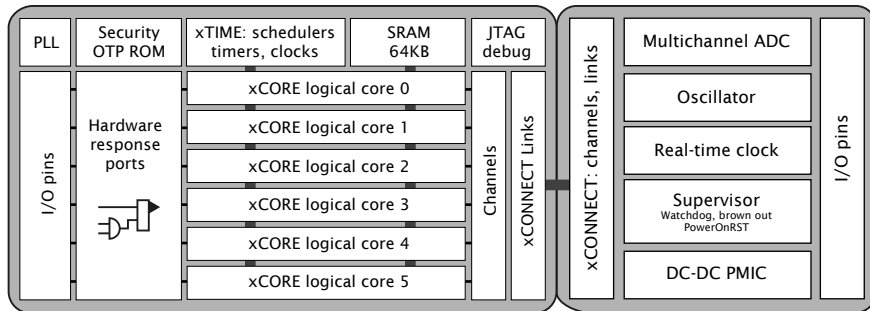 PLL
Security
OTP ROM
xTIME: schedulers
timers, clocks
SRAM
64KB
JTAG
debug
I/O pins
Hardware
response
ports
xCORE logical core 0
xCORE logical core 1
xCORE logical core 2
xCORE logical core 3
xCORE logical core 4
xCORE logical core 5
Channels
xCONNECT Links
xCONNECT: channels, links
Multichannel ADC
Oscillator
Real-time clock
Supervisor
Watchdog, brown out
PowerOnRST
DC-DC PMIC
I/O pins